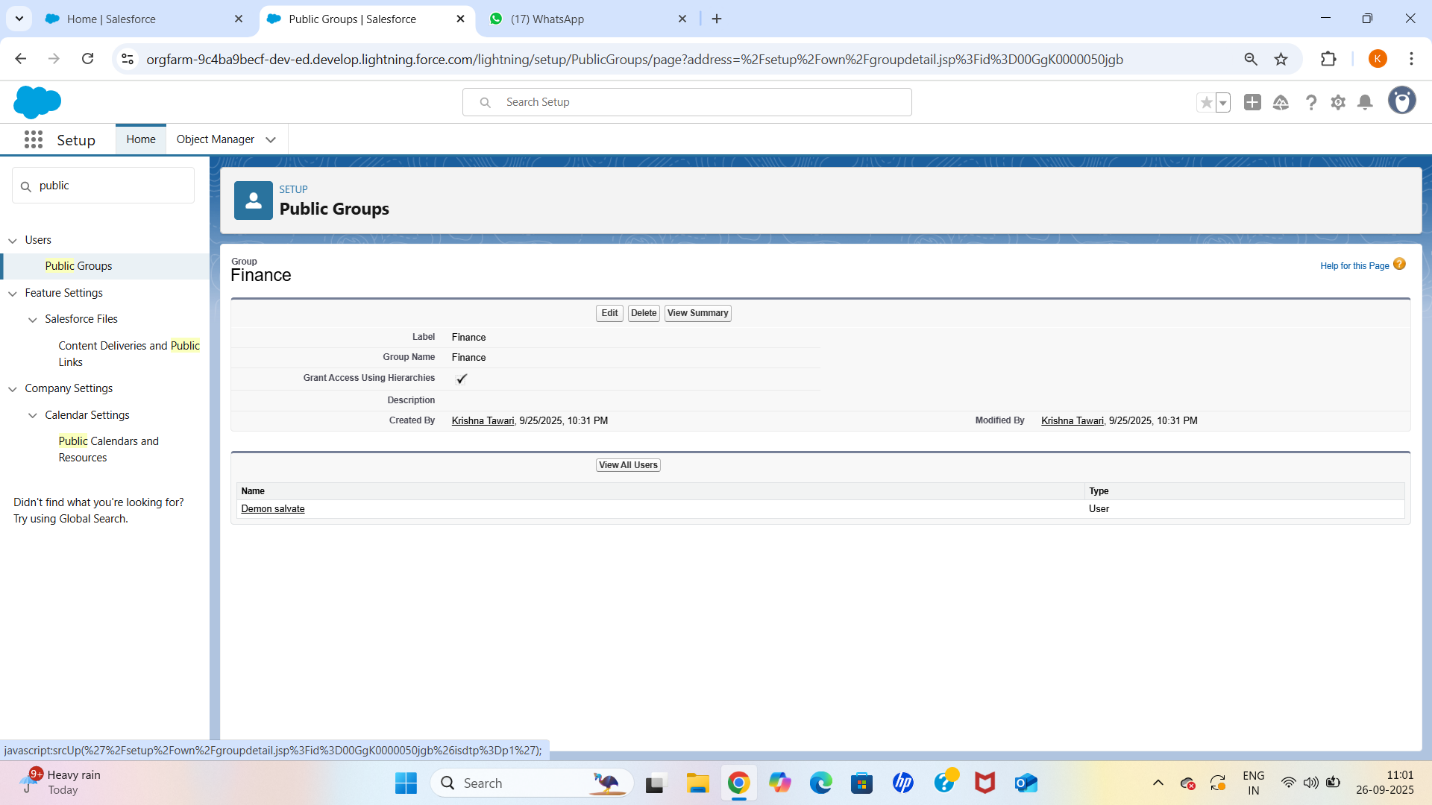 Home | Salesforce
Public Groups | Salesforce
(17) WhatsApp
orgfarm-9c4ba9becf-dev-ed.develop.lightning.force.com/lightning/setup/PublicGroups/page?address=%2Fsetup%2Fown%2Fgroupdetail.jsp%3Fid%3D00GgK0000050jgb
K
Search Setup
Setup
Home
Object Manager
public
Users
Public Groups
Feature Settings
Salesforce Files
Content Deliveries and Public
Links
Company Settings
Calendar Settings
Public Calendars and
Resources
Didn't find what you're looking for?
Try using Global Search.
SETUP
Public Groups
Group
Finance
Help for this Page ?
Edit Delete View Summary
Label Finance
Group Name Finance
Grant Access Using Hierarchies
Description
Created By Krishna Tawari, 9/25/2025, 10:31 PM Modified By Krishna Tawari, 9/25/2025, 10:31 PM
View All Users
Name Type
Demon salvate User
javascript:srcUp(%27%2Fsetup%2Fown%2Fgroupdetail.jsp%3Fid%3D00GgK0000050jgb%26isdtp%3Dp1%27);
9+
Heavy rain
Today
Search
hp
ENG
IN
11:01
26-09-2025